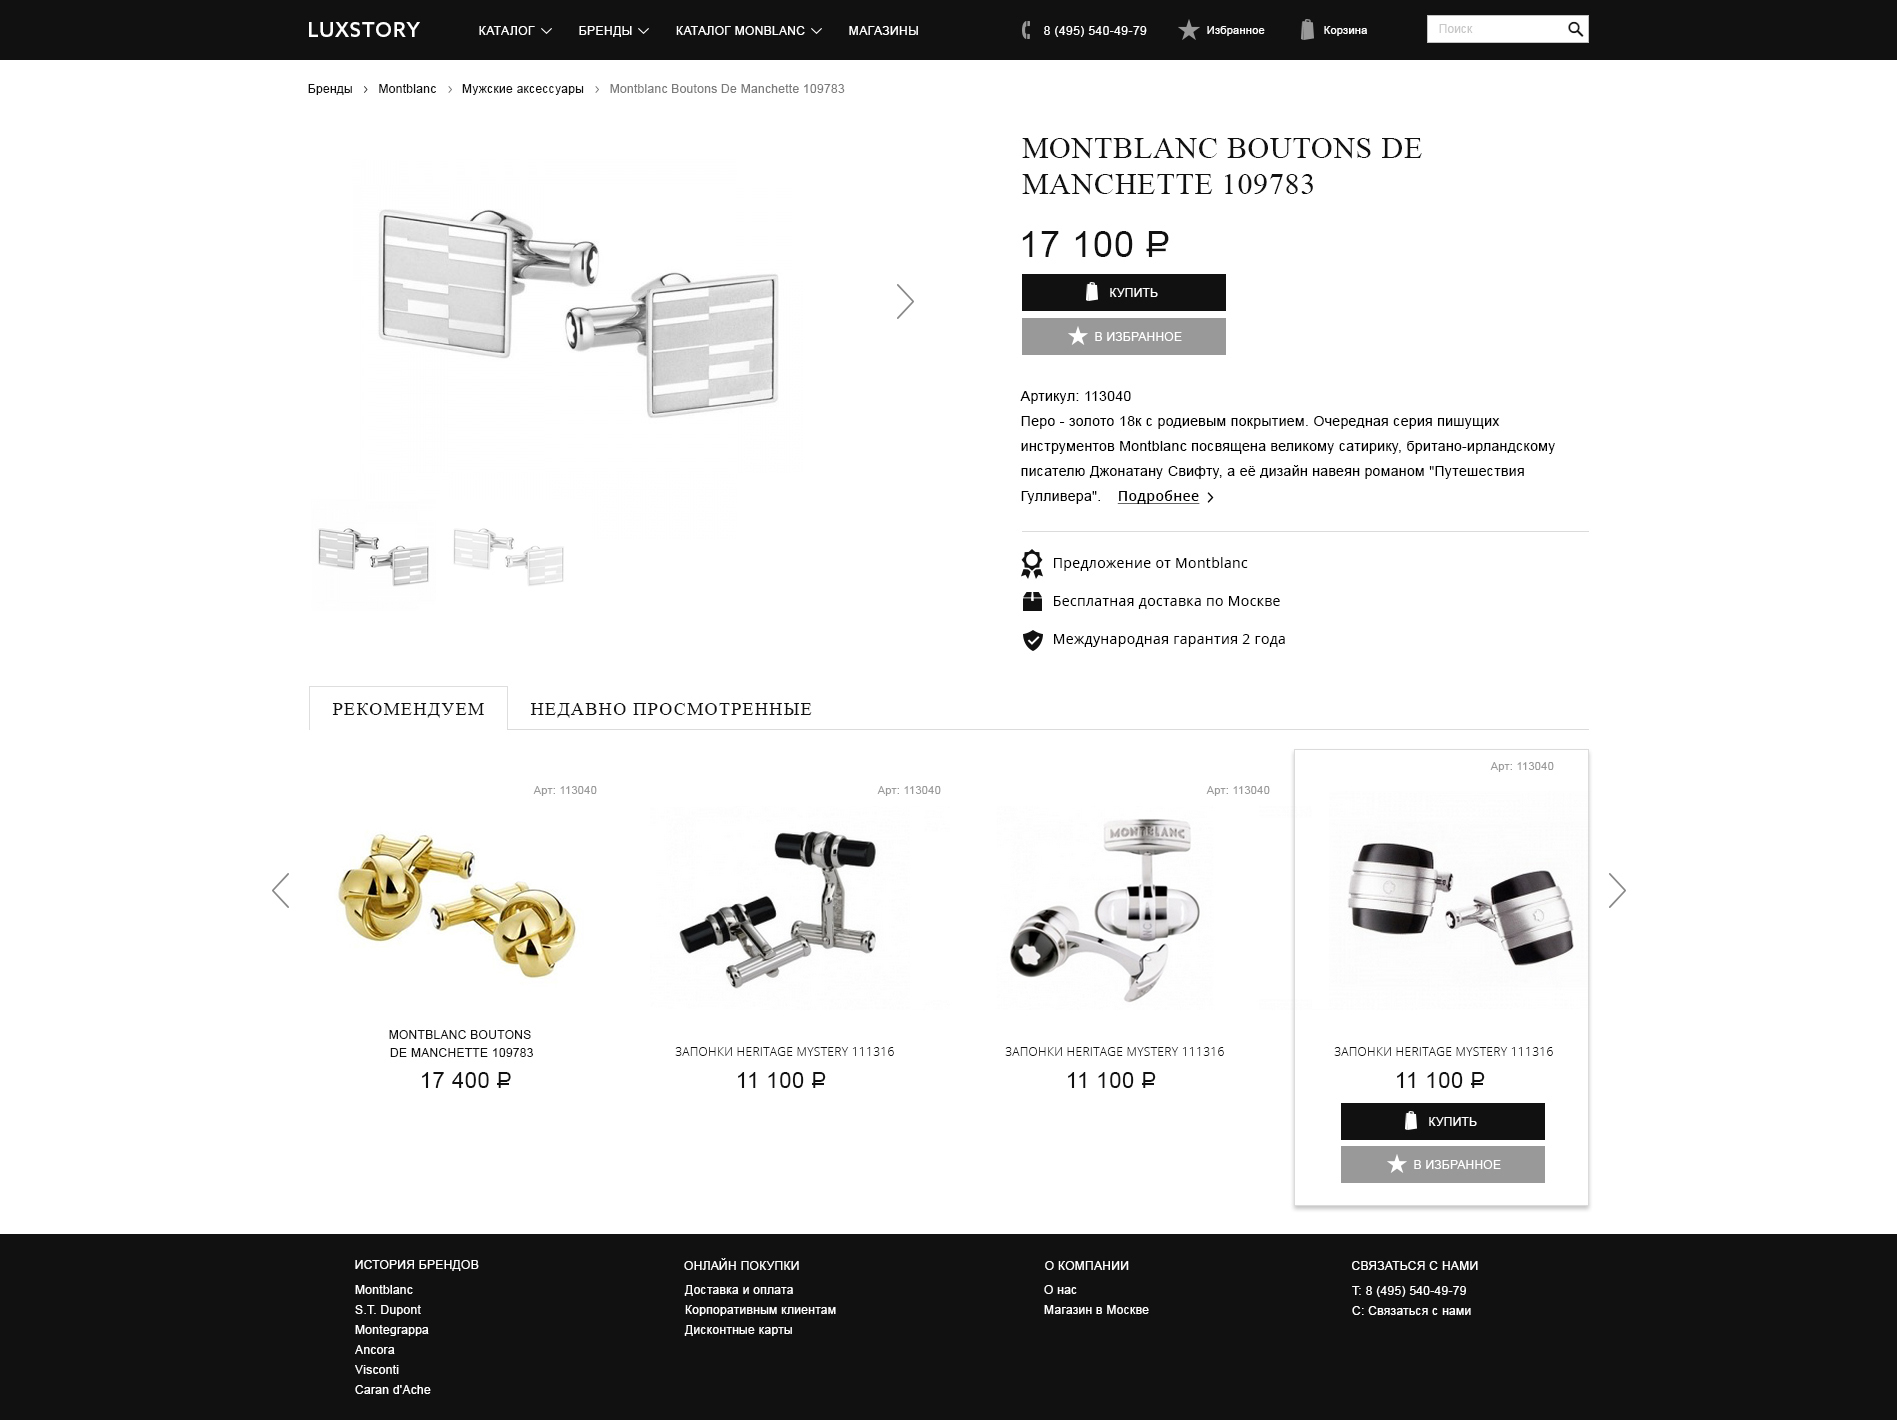 LUXSTORY
КАТАЛОГ
БРЕНДЫ
КАТАЛОГ MONBLANC
МАГАЗИНЫ
8 (495) 540-49-79
Избранное
Корзина
Поиск
Бренды › Montblanc › Мужские аксессуары › Montblanc Boutons De Manchette 109783
MONTBLANC BOUTONS DE
MANCHETTE 109783
17 100 ₽
КУПИТЬ
В ИЗБРАННОЕ
Артикул: 113040
Перо - золото 18к с родиевым покрытием. Очередная серия пишущих
инструментов Montblanc посвящена великому сатирику, британо-ирландскому
писателю Джонатану Свифту, а её дизайн навеян романом "Путешествия
Гулливера". Подробнее
Предложение от Montblanc
Бесплатная доставка по Москве
Международная гарантия 2 года
РЕКОМЕНДУЕМ
НЕДАВНО ПРОСМОТРЕННЫЕ
Арт: 113040
MONTBLANC BOUTONS
DE MANCHETTE 109783
17 400 ₽
Арт: 113040
ЗАПОНКИ HERITAGE MYSTERY 111316
11 100 ₽
Арт: 113040
MONTBLANC
ЗАПОНКИ HERITAGE MYSTERY 111316
11 100 ₽
Арт: 113040
ЗАПОНКИ HERITAGE MYSTERY 111316
11 100 ₽
КУПИТЬ
В ИЗБРАННОЕ
ИСТОРИЯ БРЕНДОВ
Montblanc
S.T. Dupont
Montegrappa
Ancora
Visconti
Caran d'Ache
ОНЛАЙН ПОКУПКИ
Доставка и оплата
Корпоративным клиентам
Дисконтные карты
О КОМПАНИИ
О нас
Магазин в Москве
СВЯЗАТЬСЯ С НАМИ
Т: 8 (495) 540-49-79
С: Связаться с нами